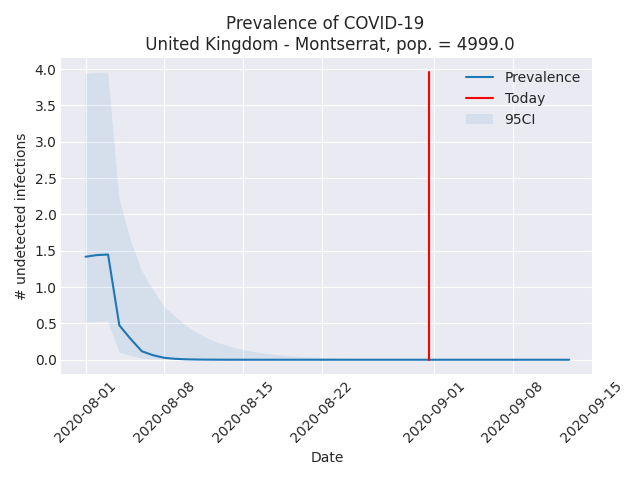 Prevalence of COVID-19
United Kingdom - Montserrat, pop. = 4999.0
Prevalence
Today
95CI
4.0
3.5
3.0
2.5
2.0
1.5
1.0
0.5
0.0
# undetected infections
2020-08-01
2020-08-08
2020-08-15
2020-08-22
2020-09-01
2020-09-08
2020-09-15
Date